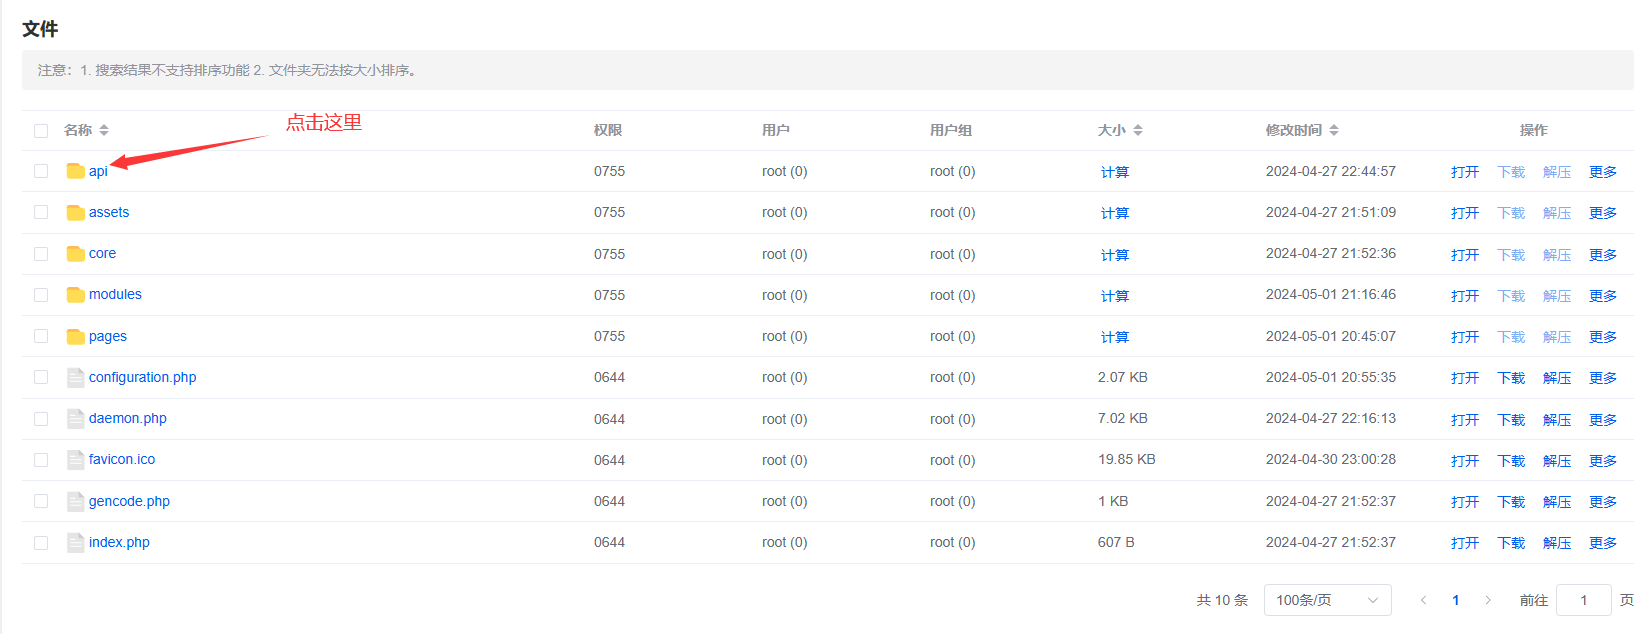 文件
注意：1. 搜索结果不支持排序功能 2. 文件夹无法按大小排序。
点击这里
名称 权限 用户 用户组 大小 修改时间 操作
api 0755 root (0) root (0) 计算 2024-04-27 22:44:57 打开 下载 解压 更多
assets 0755 root (0) root (0) 计算 2024-04-27 21:51:09 打开 下载 解压 更多
core 0755 root (0) root (0) 计算 2024-04-27 21:52:36 打开 下载 解压 更多
modules 0755 root (0) root (0) 计算 2024-05-01 21:16:46 打开 下载 解压 更多
pages 0755 root (0) root (0) 计算 2024-05-01 20:45:07 打开 下载 解压 更多
configuration.php 0644 root (0) root (0) 2.07 KB 2024-05-01 20:55:35 打开 下载 解压 更多
daemon.php 0644 root (0) root (0) 7.02 KB 2024-04-27 22:16:13 打开 下载 解压 更多
favicon.ico 0644 root (0) root (0) 19.85 KB 2024-04-30 23:00:28 打开 下载 解压 更多
gencode.php 0644 root (0) root (0) 1 KB 2024-04-27 21:52:37 打开 下载 解压 更多
index.php 0644 root (0) root (0) 607 B 2024-04-27 21:52:37 打开 下载 解压 更多
共 10 条 100条/页 1 前往 1 页